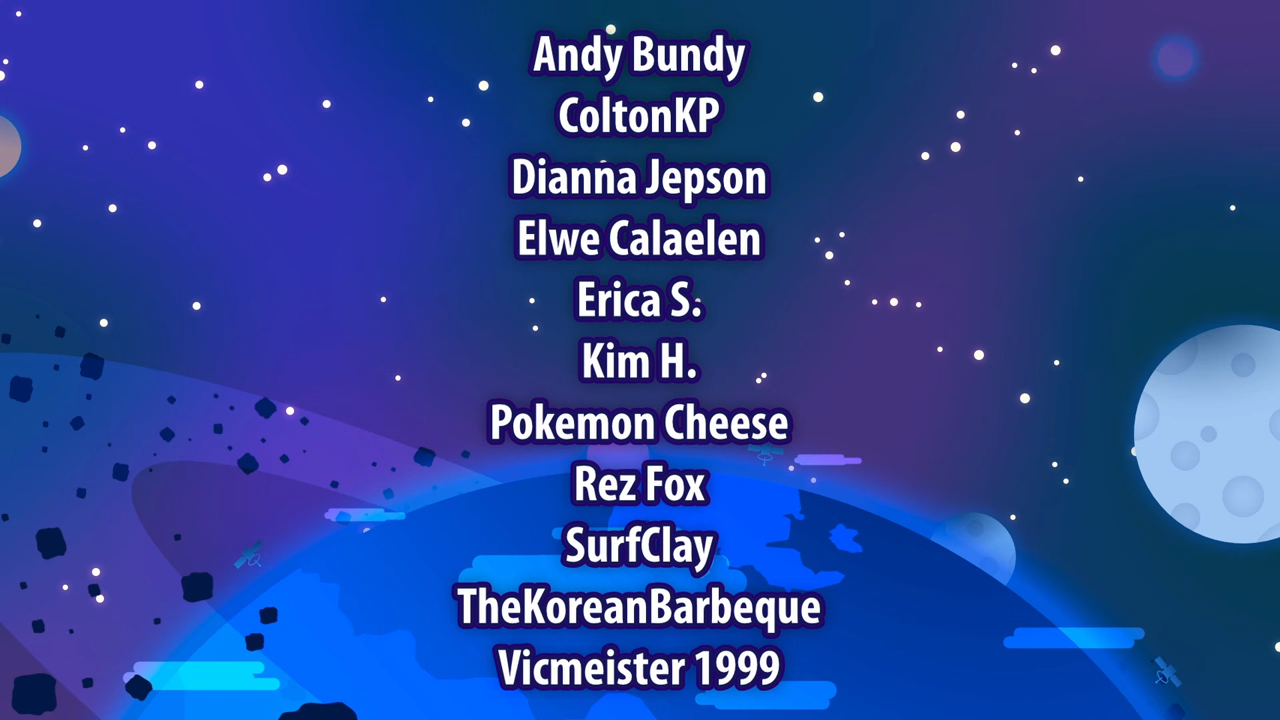 Andy Bundy
ColtonKP
Dianna Jepson
Elwe Calaelen
Erica S.
Kim H.
Pokemon Cheese
Rez Fox
SurfClay
TheKoreanBarbeque
Vicmeister 1999